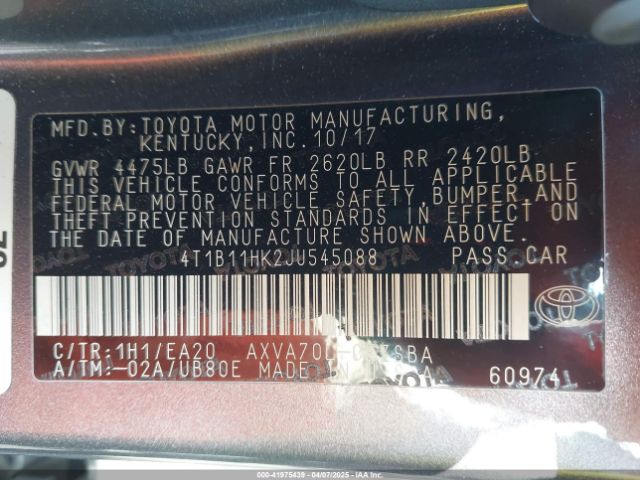 MFD.BY:TOYOTA MOTOR MANUFACTURING,
KENTUCKY,INC.10/17
GVWR 4475LB GAWR FR 2620LB RR 2420LB
THIS VEHICLE CONFORMS TO ALL APPLICABLE
FEDERAL MOTOR VEHICLE SAFETY,BUMPER,AND
THEFT PREVENTION STANDARDS IN EFFECT ON
THE DATE OF MANUFACTURE SHOWN ABOVE.
4T1B11HK2JU545088 PASS CAR
C/TR:1H1/EA20
A/TM:-02A/UB80E MADE
60974
000-41975439 - 04/07/2025 - IAAI.COM